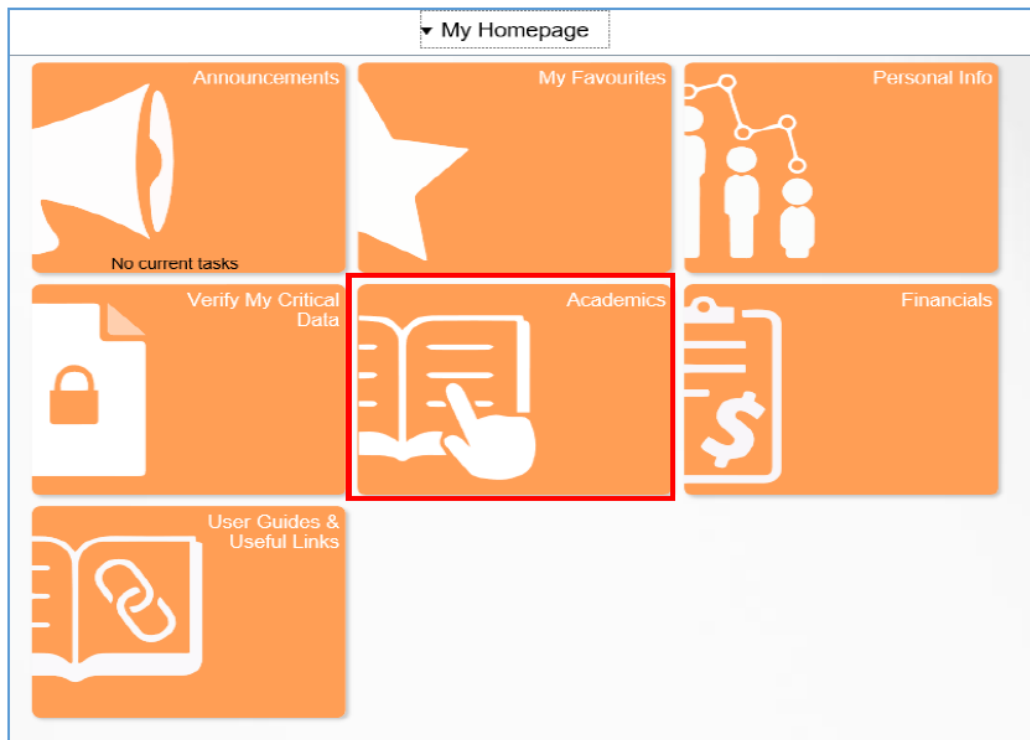 My Homepage
Announcements
My Favourites
Personal Info
No current tasks
Verify My Critical
Data
Academics
Financials
$
User Guides &
Useful Links